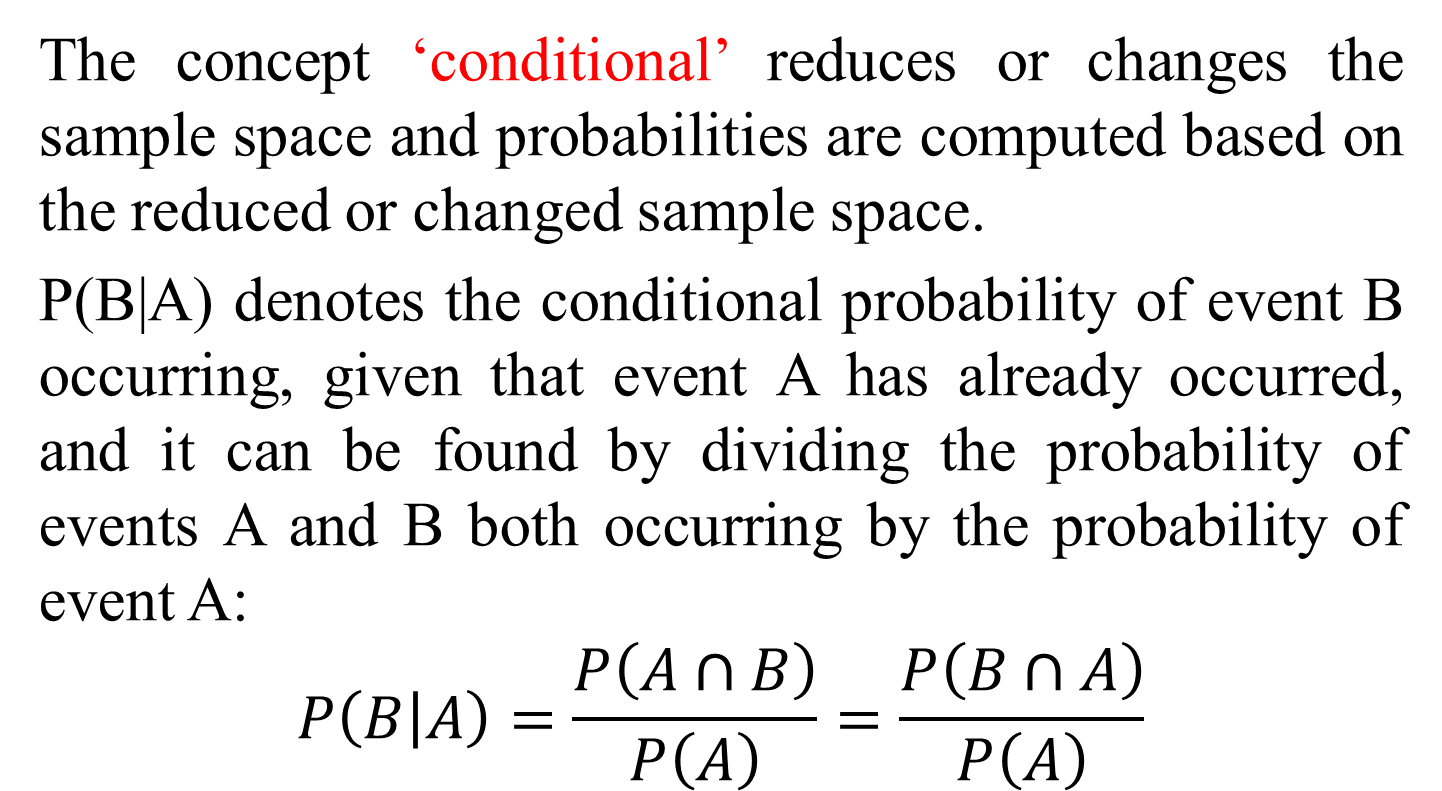 The concept ‘conditional’ reduces or changes the
sample space and probabilities are computed based on
the reduced or changed sample space.
P(B|A) denotes the conditional probability of event B
occurring, given that event A has already occurred,
and it can be found by dividing the probability of
events A and B both occurring by the probability of
event A:
P(B|A) = P(A ∩ B) / P(A) = P(B ∩ A) / P(A)